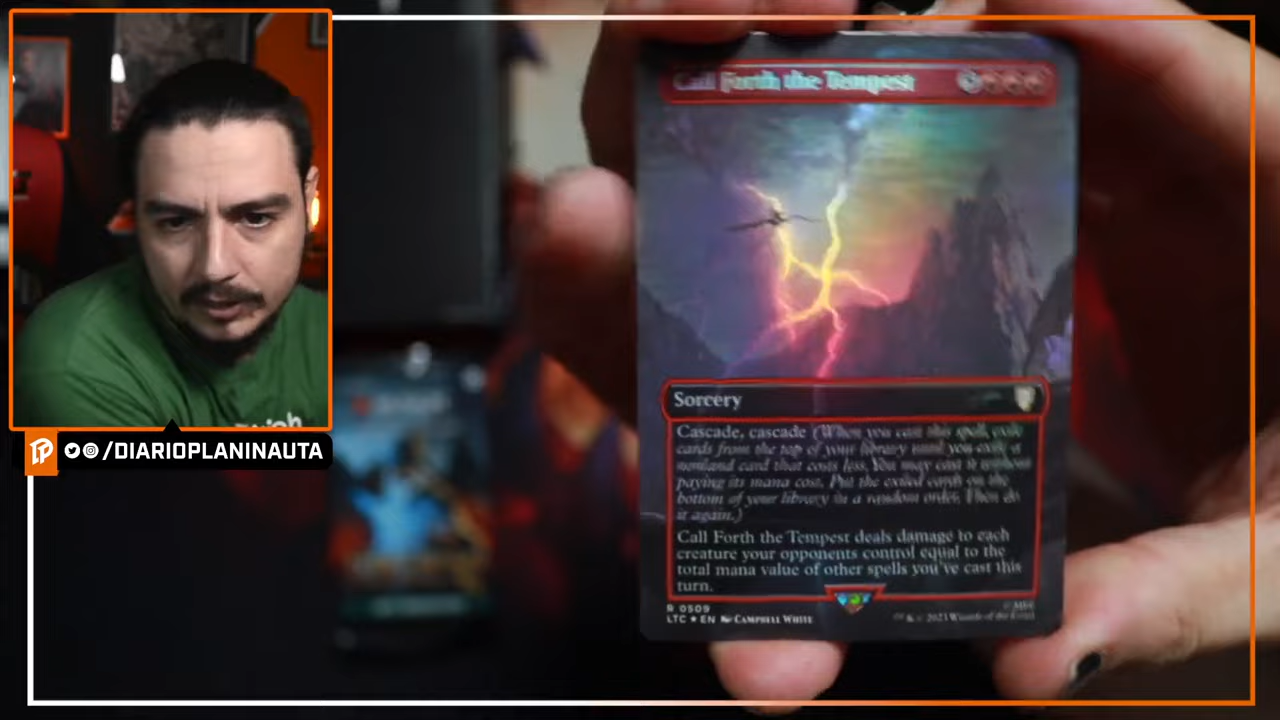 Call Forth the Tempest
Sorcery
Cascade, cascade (When you cast this spell, exile
cards from the top of your library until you exile a
nonland card that costs less. You may cast it without
paying its mana cost. Put the exiled cards on the
bottom of your library in a random order. Then do
it again.)
Call Forth the Tempest deals damage to each
creature your opponents control equal to the
total mana value of other spells you've cast this
turn.
R 0509
LTC ★ EN CAMPBELL WHITE
/DIARIOPLANINAUTA